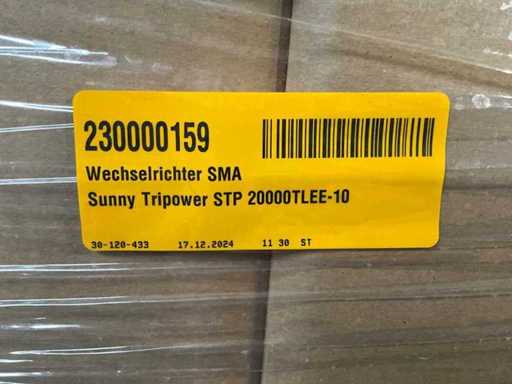 230000159
Wechselrichter SMA
Sunny Tripower STP 20000TLEE-10
30-120-433 17.12.2024 11 30 ST